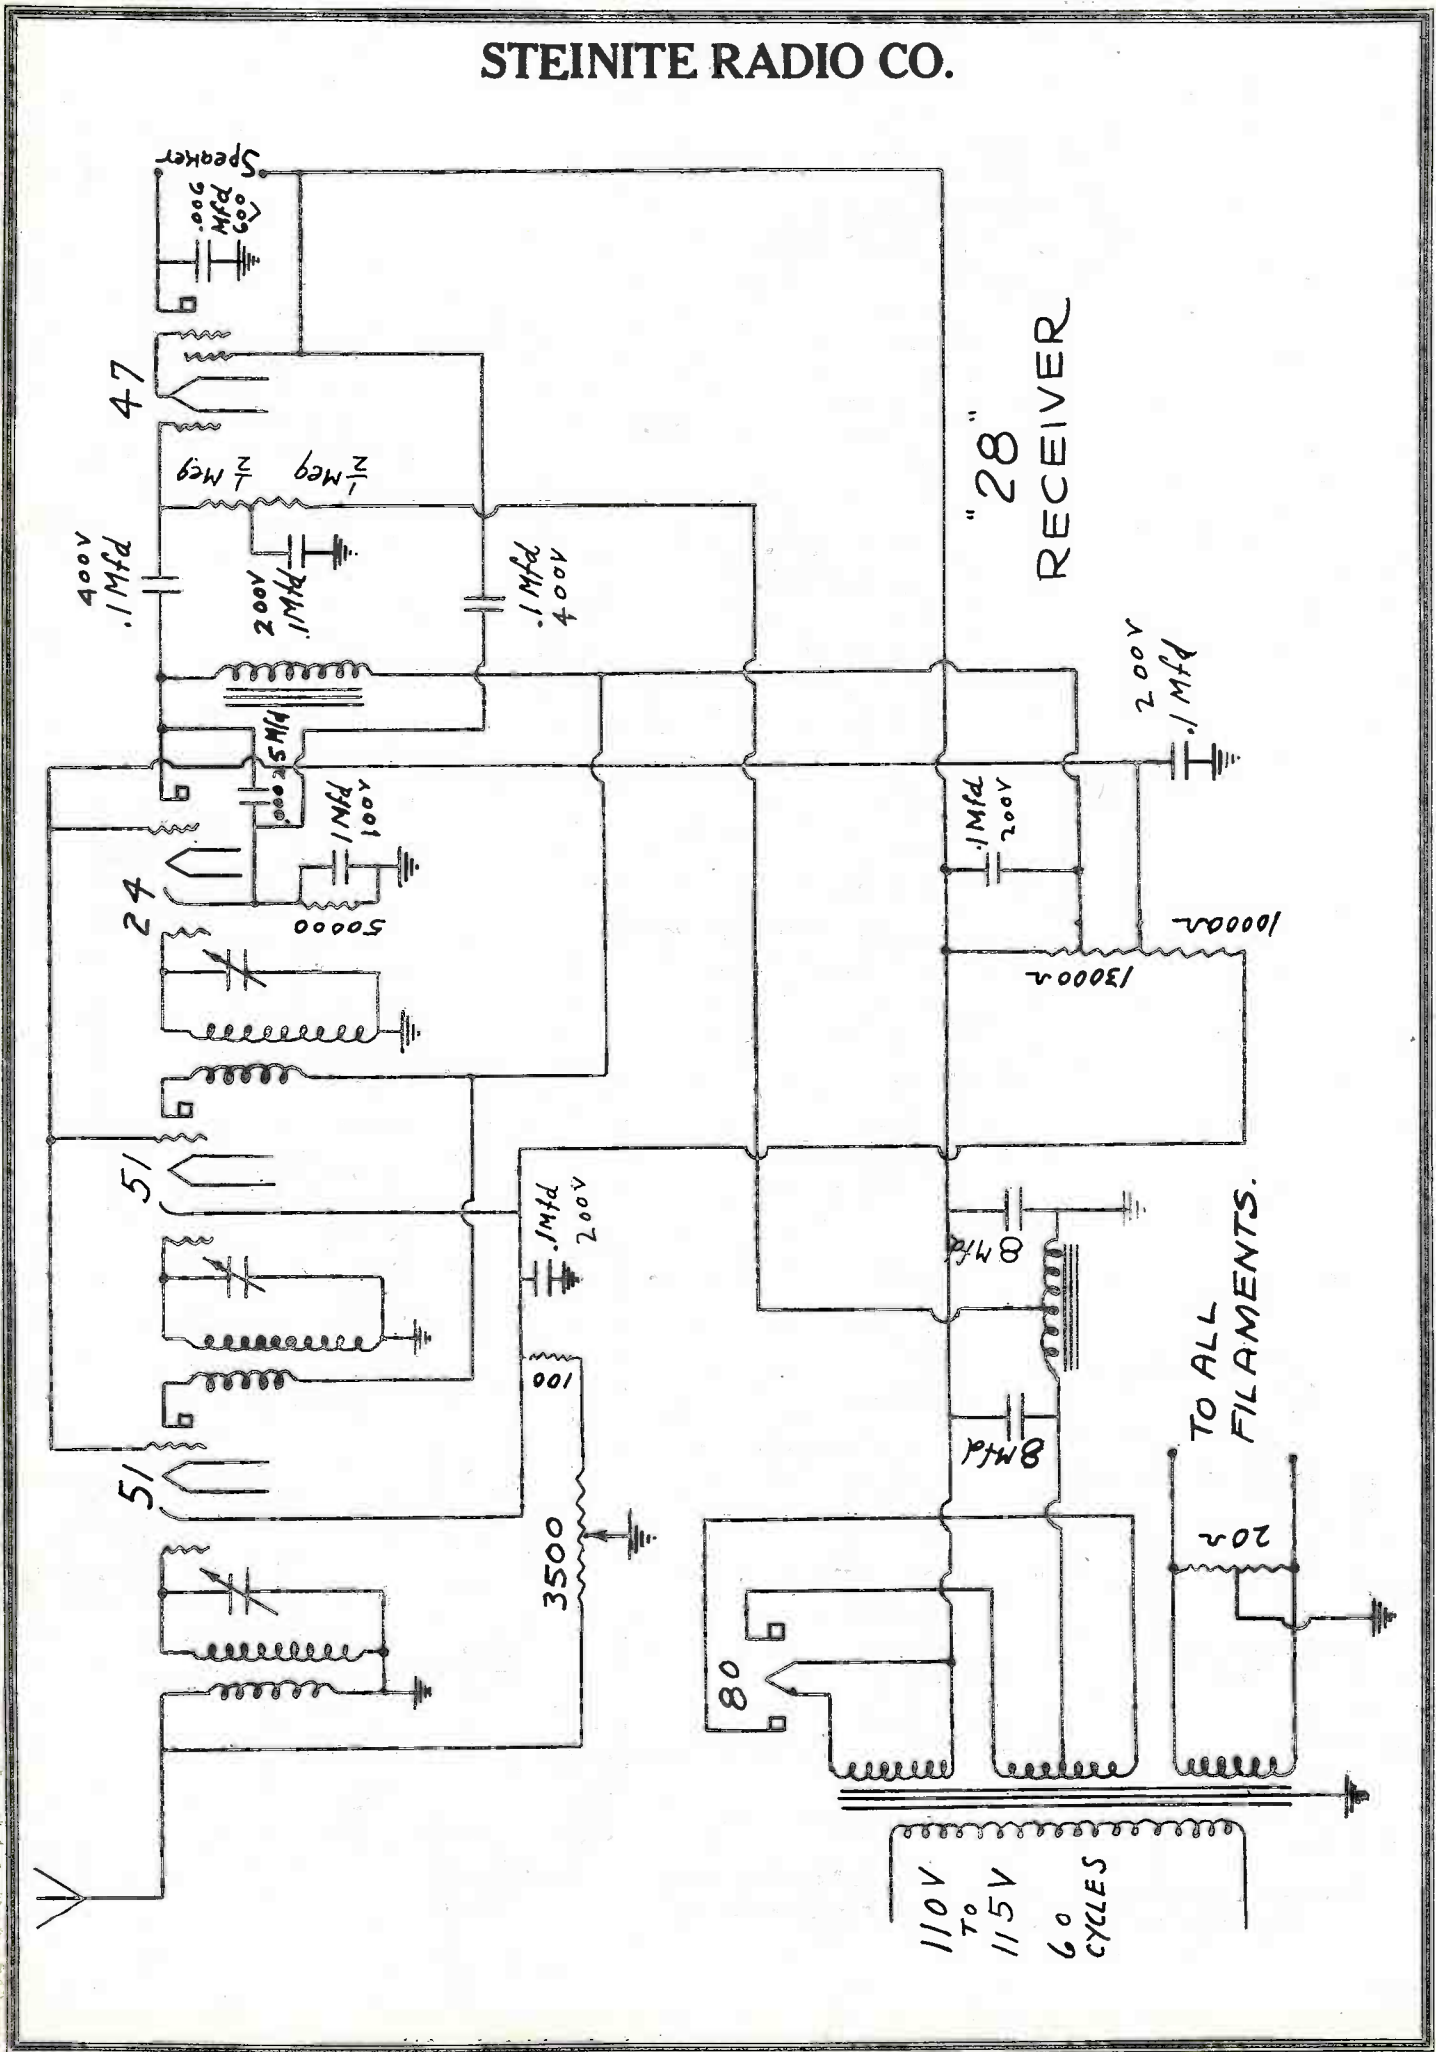 STEINITE RADIO CO.
Speaker
.006
Mfd
600
V
47
½ Meg
½ Meg
400V
.1Mfd
200V
.1Mfd
.1Mfd
400V
"28"
RECEIVER
200V
.1Mfd
.00025Mfd
.1Mfd
200V
1Mfd
100V
24
50000
10000Ω
13000Ω
51
.1Mfd
200V
8Mfd
100
TO ALL
FILAMENTS.
8Mfd
51
3500
20Ω
80
110V
TO
115V
60
CYCLES